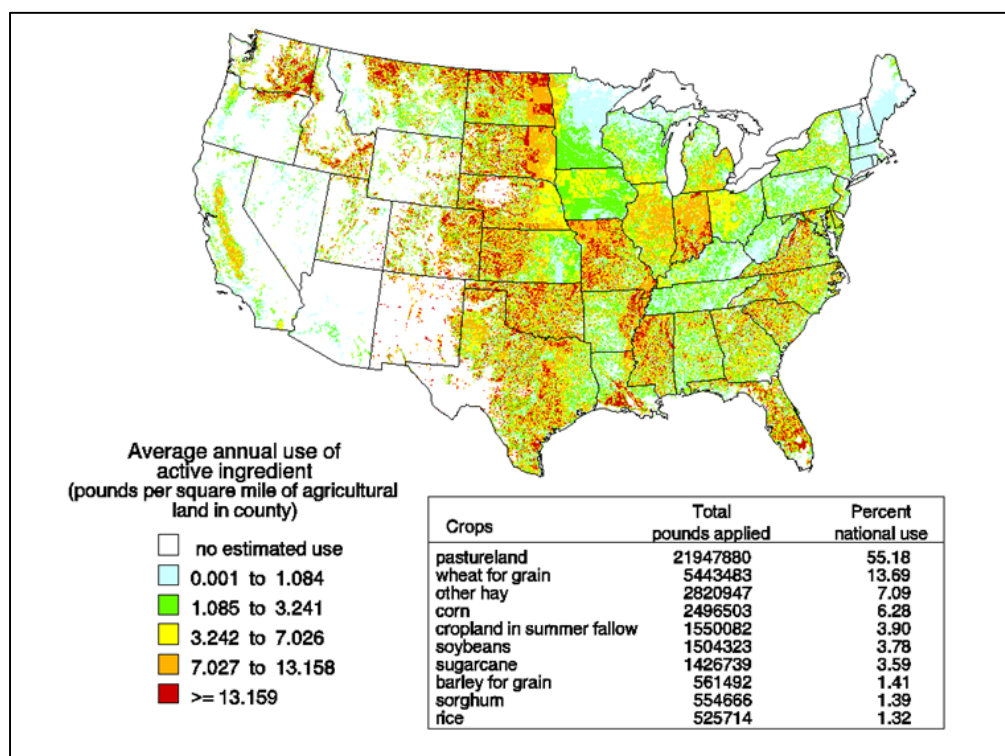 Average annual use of
active ingredient
(pounds per square mile of agricultural
land in county)
no estimated use
0.001 to 1.084
1.085 to 3.241
3.242 to 7.026
7.027 to 13.158
>= 13.159
Crops Total pounds applied Percent national use
pastureland 21947880 55.18
wheat for grain 5443483 13.69
other hay 2820947 7.09
corn 2496503 6.28
cropland in summer fallow 1550082 3.90
soybeans 1504323 3.78
sugarcane 1426739 3.59
barley for grain 561492 1.41
sorghum 554666 1.39
rice 525714 1.32